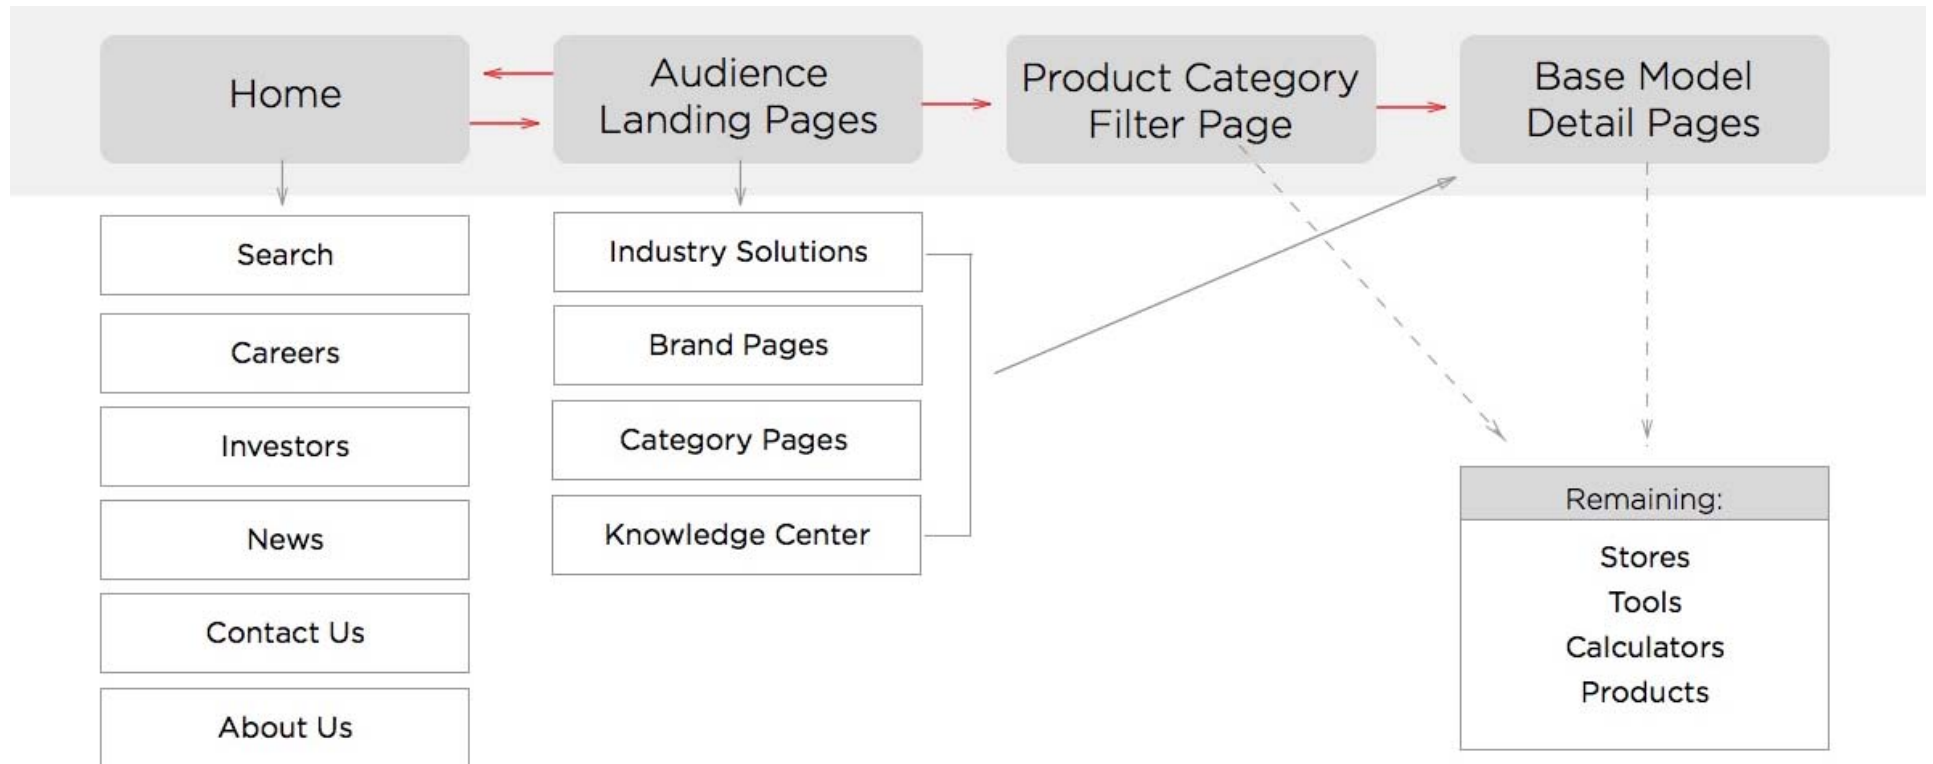 Home
Audience
Landing Pages
Product Category
Filter Page
Base Model
Detail Pages
Search
Careers
Investors
News
Contact Us
About Us
Industry Solutions
Brand Pages
Category Pages
Knowledge Center
Remaining:
Stores
Tools
Calculators
Products